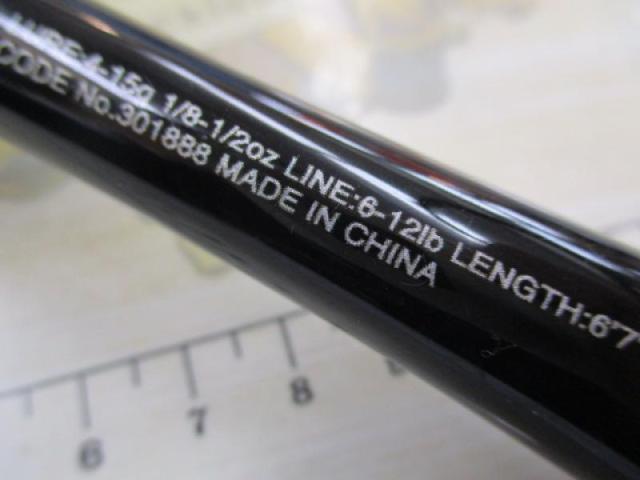 LURE:4-15g 1/8-1/2oz LINE:6-12lb LENGTH:6'7"
CODE No.301888 MADE IN CHINA
6 7 8